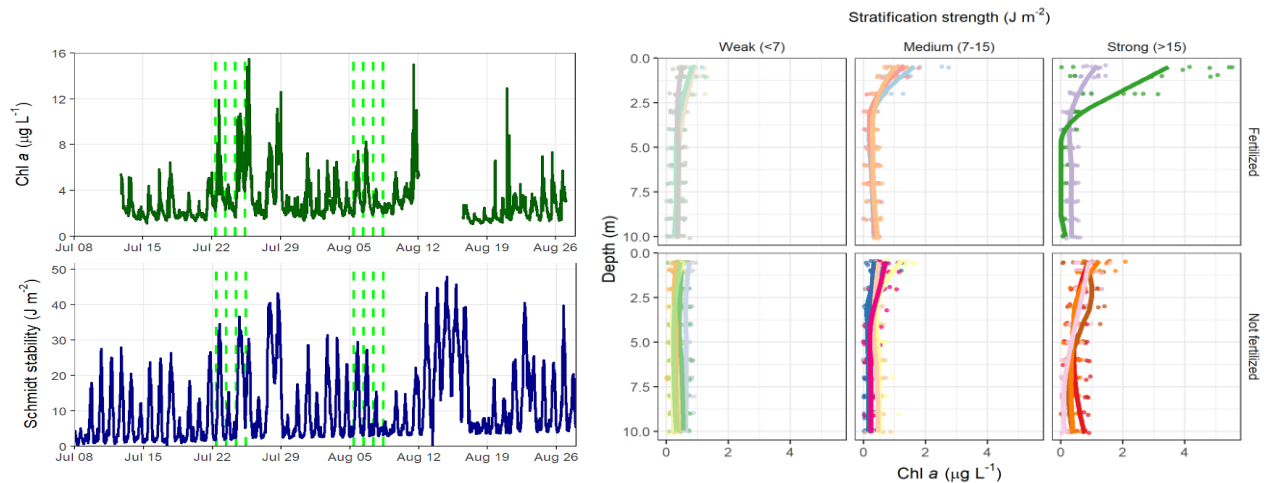 16
12
8
4
0
Chl a (µg L⁻¹)
Jul 08 Jul 15 Jul 22 Jul 29 Aug 05 Aug 12 Aug 19 Aug 26
50
40
30
20
10
0
Schmidt stability (J m⁻²)
Jul 08 Jul 15 Jul 22 Jul 29 Aug 05 Aug 12 Aug 19 Aug 26
Stratification strength (J m⁻²)
Weak (<7) Medium (7-15) Strong (>15)
0.0
2.5
5.0
7.5
10.0
Fertilized
Depth (m)
0.0
2.5
5.0
7.5
10.0
Not fertilized
0 2 4 0 2 4 0 2 4
Chl a (µg L⁻¹)